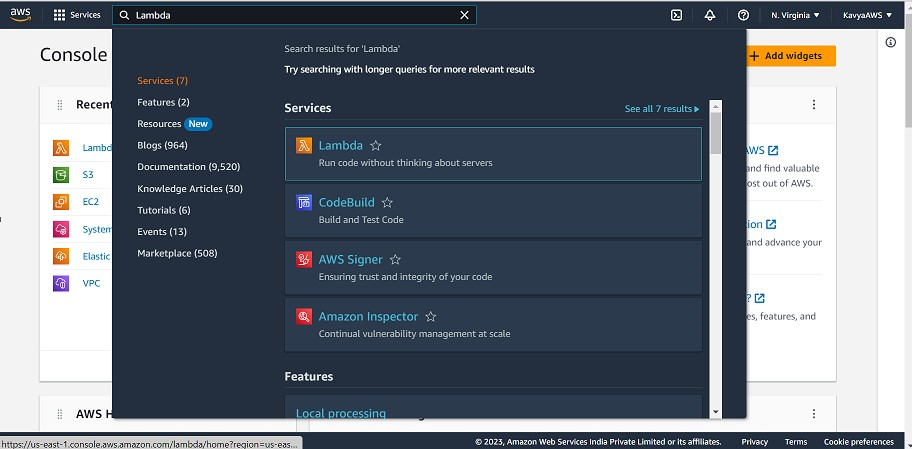 aws
Services
Lambda
N. Virginia
KavyaAWS
Console
Add widgets
Search results for 'Lambda'
Try searching with longer queries for more relevant results
Services (7)
Features (2)
Resources New
Blogs (964)
Documentation (9,520)
Knowledge Articles (30)
Tutorials (6)
Events (13)
Marketplace (508)
Services
See all 7 results
Lambda
Run code without thinking about servers
CodeBuild
Build and Test Code
AWS Signer
Ensuring trust and integrity of your code
Amazon Inspector
Continual vulnerability management at scale
Features
Local processing
Recent
Lambd
S3
EC2
System
Elastic
VPC
AWS H
AWS
and find valuable
ost out of AWS.
ion
and advance your
?
es, features, and
https://us-east-1.console.aws.amazon.com/lambda/home?region=us-eas...
© 2023, Amazon Web Services India Private Limited or its affiliates.
Privacy
Terms
Cookie preferences